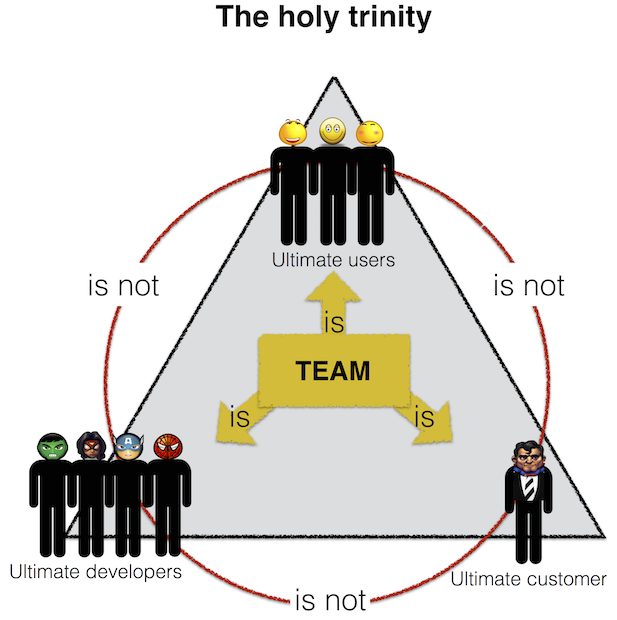 The holy trinity
Ultimate users
is not
is not
is
TEAM
is
is
Ultimate developers
Ultimate customer
is not